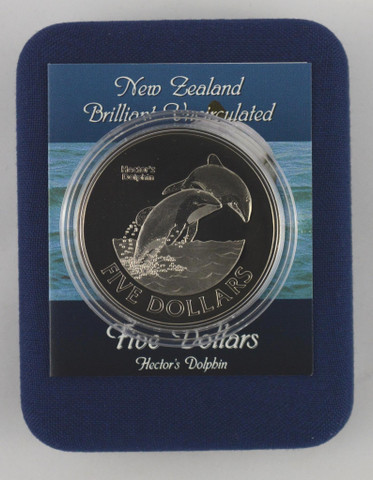 New Zealand
Brilliant Uncirculated
Hector's
Dolphin
FIVE DOLLARS
Five Dollars
Hector's Dolphin